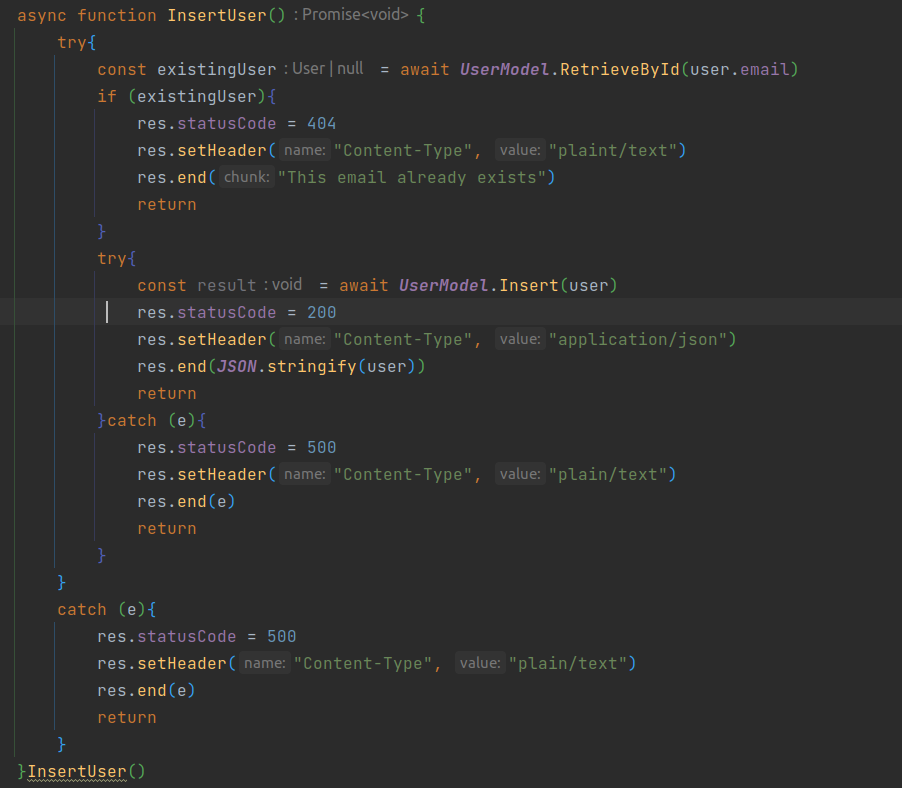 async function InsertUser() : Promise<void> {
    try{
        const existingUser : User | null = await UserModel.RetrieveById(user.email)
        if (existingUser){
            res.statusCode = 404
            res.setHeader( name: "Content-Type", value: "plaint/text")
            res.end( chunk: "This email already exists")
            return
        }
        try{
            const result : void = await UserModel.Insert(user)
            res.statusCode = 200
            res.setHeader( name: "Content-Type", value: "application/json")
            res.end(JSON.stringify(user))
            return
        }catch (e){
            res.statusCode = 500
            res.setHeader( name: "Content-Type", value: "plain/text")
            res.end(e)
            return
        }
    }
    catch (e){
        res.statusCode = 500
        res.setHeader( name: "Content-Type", value: "plain/text")
        res.end(e)
        return
    }
}InsertUser()